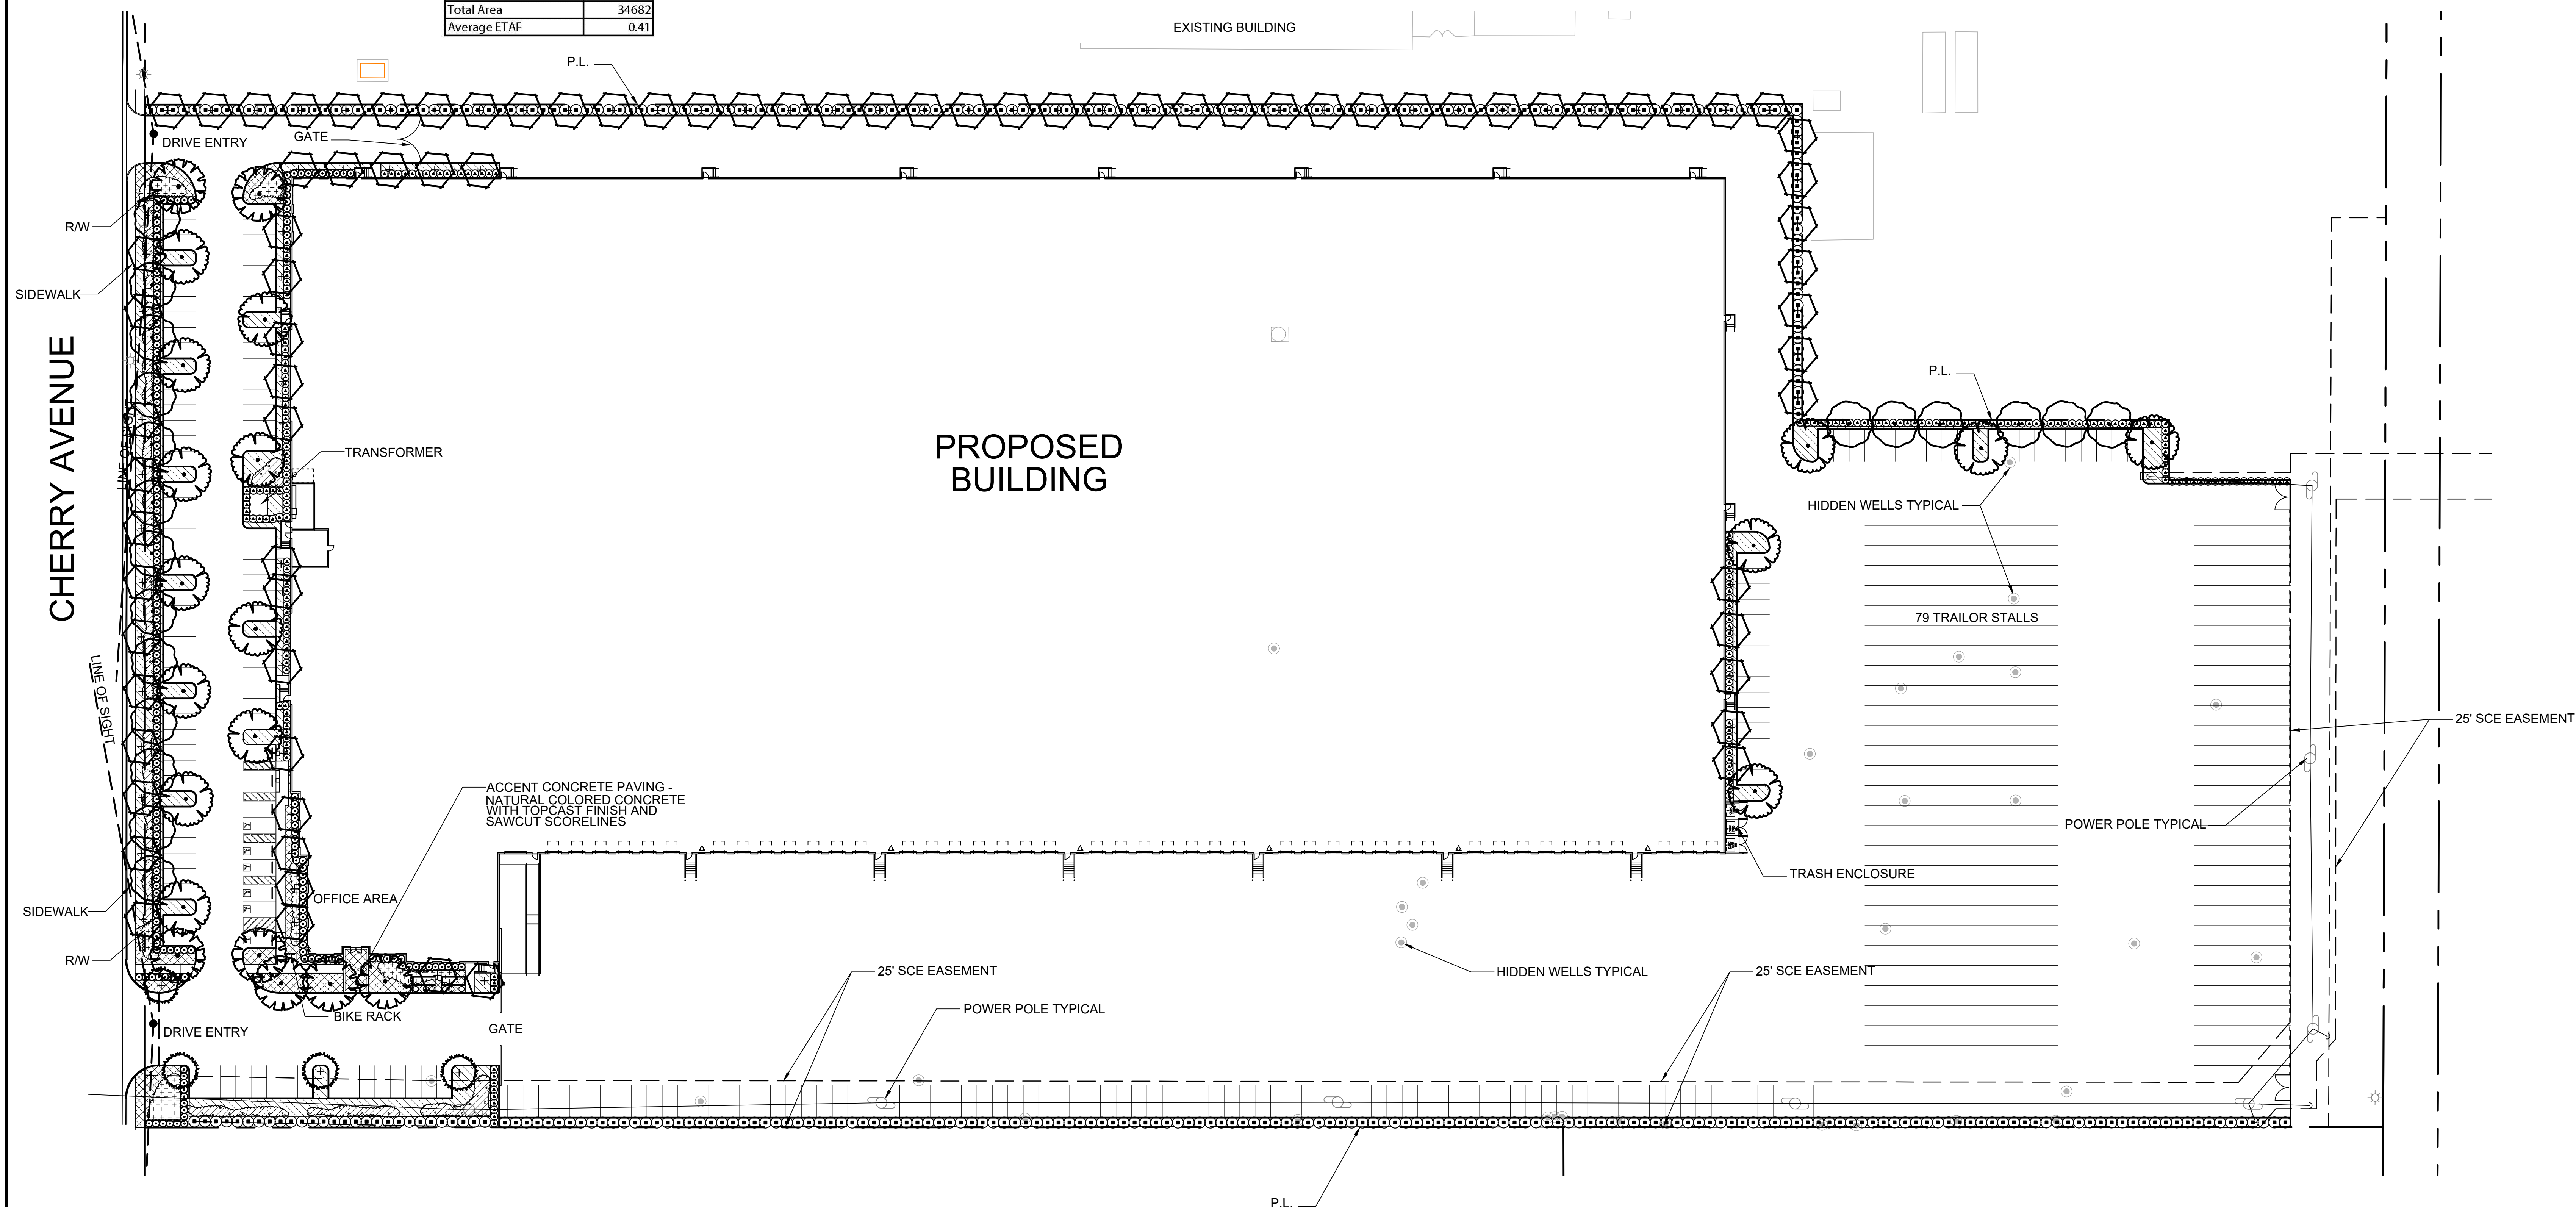 Total Area 34682
Average ETAF 0.41
EXISTING BUILDING
P.L.
DRIVE ENTRY
GATE
R/W
SIDEWALK
CHERRY AVENUE
LINE OF SIGHT
P.L.
TRANSFORMER
PROPOSED
BUILDING
HIDDEN WELLS TYPICAL
79 TRAILOR STALLS
LINE OF SIGHT
25' SCE EASEMENT
ACCENT CONCRETE PAVING -
NATURAL COLORED CONCRETE
WITH TOPCAST FINISH AND
SAWCUT SCORELINES
POWER POLE TYPICAL
TRASH ENCLOSURE
OFFICE AREA
SIDEWALK
R/W
25' SCE EASEMENT
HIDDEN WELLS TYPICAL
25' SCE EASEMENT
POWER POLE TYPICAL
BIKE RACK
DRIVE ENTRY
GATE
P.L.